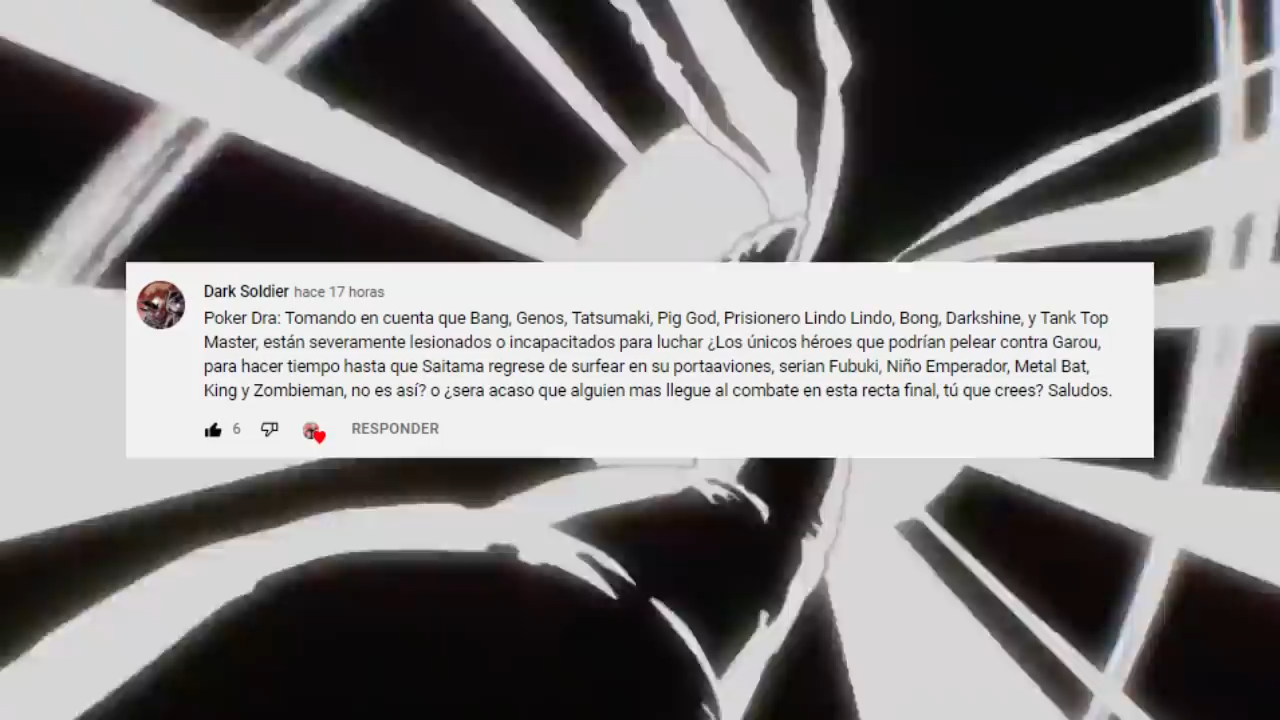 Dark Soldier hace 17 horas
Poker Dra: Tomando en cuenta que Bang, Genos, Tatsumaki, Pig God, Prisionero Lindo Lindo, Bong, Darkshine, y Tank Top
Master, están severamente lesionados o incapacitados para luchar ¿Los únicos héroes que podrían pelear contra Garou,
para hacer tiempo hasta que Saitama regrese de surfear en su portaaviones, serian Fubuki, Niño Emperador, Metal Bat,
King y Zombieman, no es así? o ¿sera acaso que alguien mas llegue al combate en esta recta final, tú que crees? Saludos.
6 RESPONDER